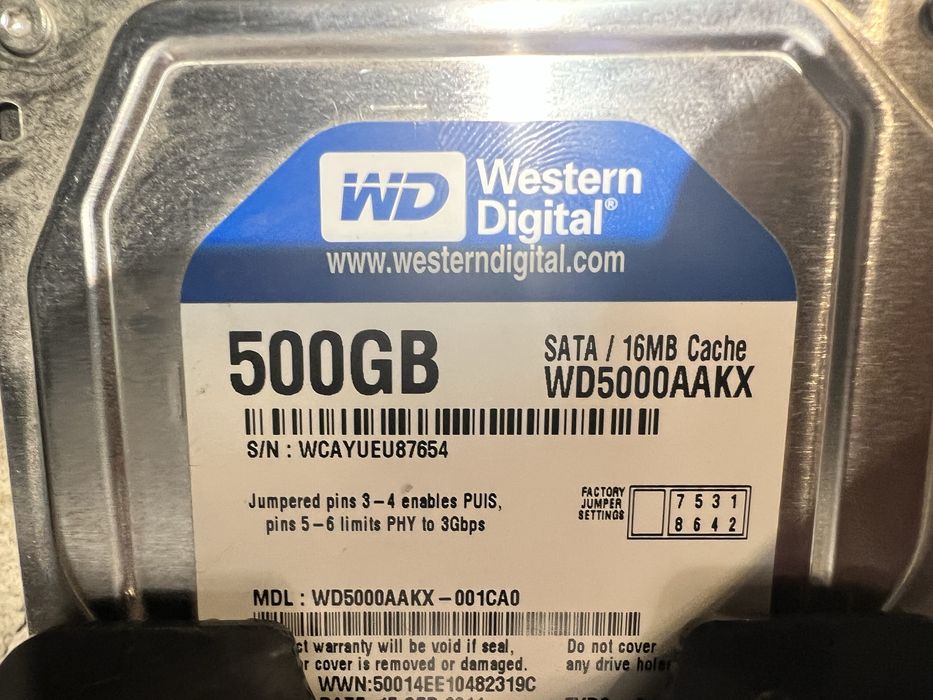 WD Western
Digital®
www.westerndigital.com
500GB
SATA / 16MB Cache
WD5000AAKX
S/N : WCAYUEU87654
Jumpered pins 3-4 enables PUIS,
pins 5-6 limits PHY to 3Gbps
FACTORY
JUMPER
SETTINGS
7 5 3 1
8 6 4 2
MDL : WD5000AAKX-001CA0
warranty will be void if seal,
cover is removed or damaged.
Do not cover
any drive
WWN:50014EE10482319C